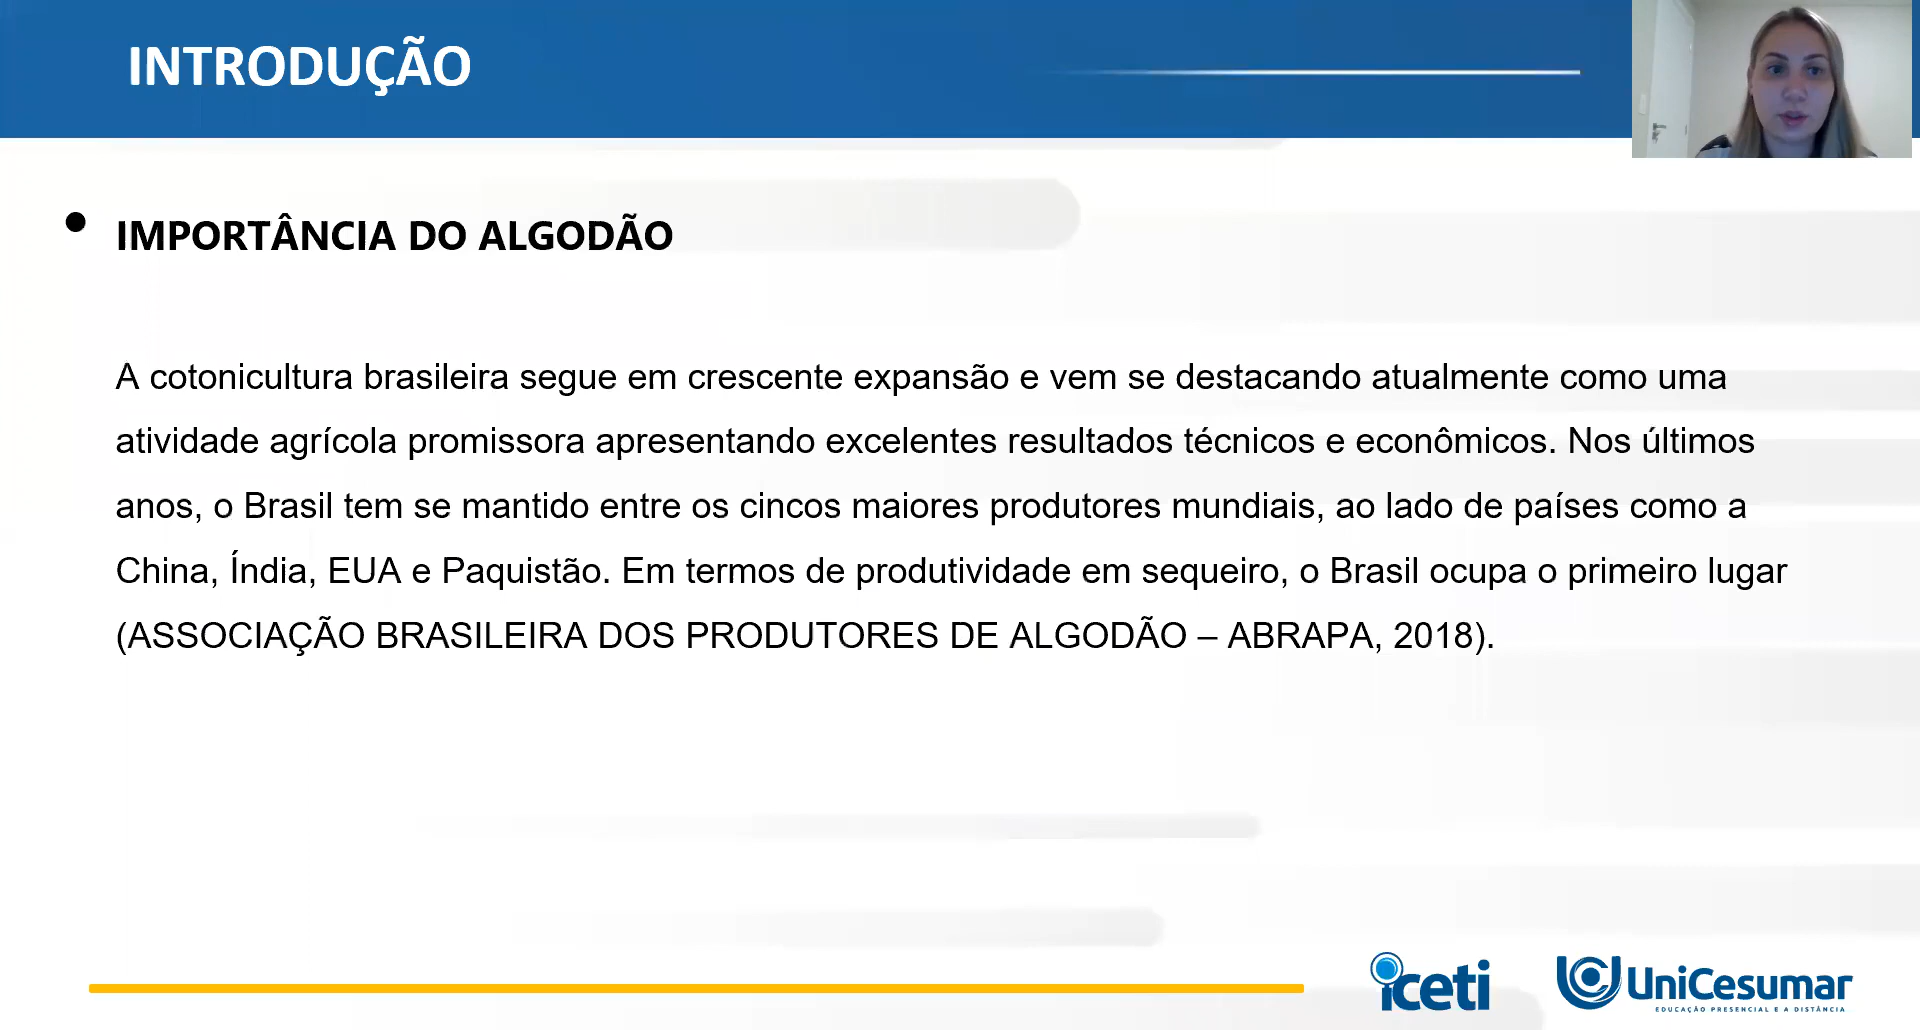 INTRODUÇÃO
• IMPORTÂNCIA DO ALGODÃO
A cotonicultura brasileira segue em crescente expansão e vem se destacando atualmente como uma
atividade agrícola promissora apresentando excelentes resultados técnicos e econômicos. Nos últimos
anos, o Brasil tem se mantido entre os cincos maiores produtores mundiais, ao lado de países como a
China, Índia, EUA e Paquistão. Em termos de produtividade em sequeiro, o Brasil ocupa o primeiro lugar
(ASSOCIAÇÃO BRASILEIRA DOS PRODUTORES DE ALGODÃO – ABRAPA, 2018).
iceti
UniCesumar
EDUCAÇÃO PRESENCIAL E A DISTÂNCIA